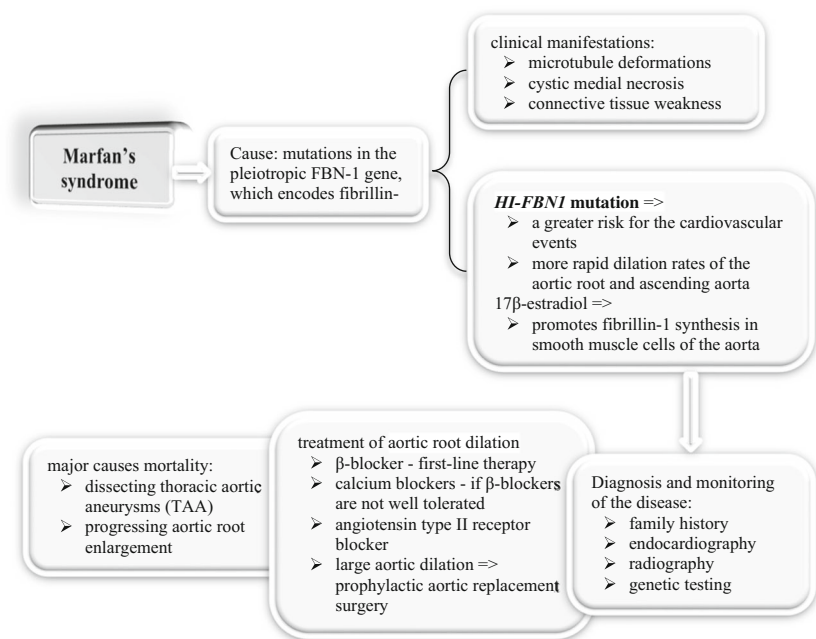 Marfan's
syndrome
Cause: mutations in the
pleiotropic FBN-1 gene,
which encodes fibrillin-
clinical manifestations:
➢ microtubule deformations
➢ cystic medial necrosis
➢ connective tissue weakness
HI-FBN1 mutation =>
➢ a greater risk for the cardiovascular
events
➢ more rapid dilation rates of the
aortic root and ascending aorta
17β-estradiol =>
➢ promotes fibrillin-1 synthesis in
smooth muscle cells of the aorta
major causes mortality:
➢ dissecting thoracic aortic
aneurysms (TAA)
➢ progressing aortic root
enlargement
treatment of aortic root dilation
➢ β-blocker - first-line therapy
➢ calcium blockers - if β-blockers
are not well tolerated
➢ angiotensin type II receptor
blocker
➢ large aortic dilation =>
prophylactic aortic replacement
surgery
Diagnosis and monitoring
of the disease:
➢ family history
➢ endocardiography
➢ radiography
➢ genetic testing